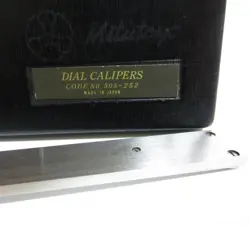 Mitutoyo
DIAL CALIPERS
CODE NO. 505-252
MADE IN JAPAN